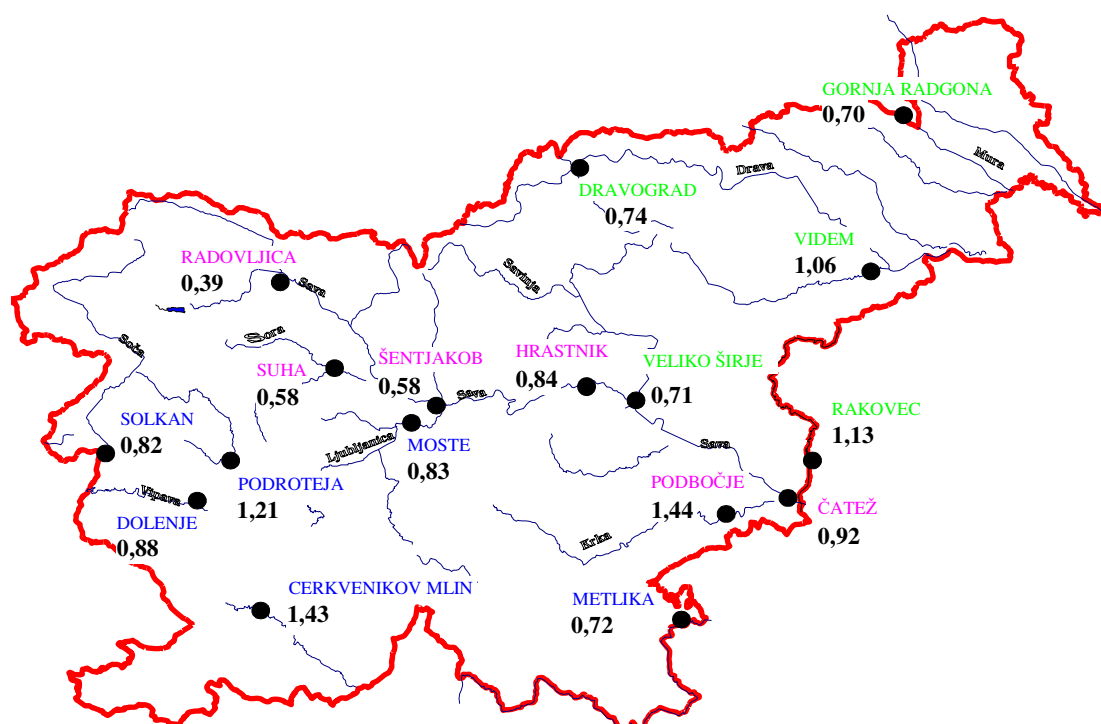 GORNJA RADGONA
0,70
Mura
Drava
DRAVOGRAD
0,74
VIDEM
1,06
RADOVLJICA
0,39
Sava
Savinja
Soča
Sora
SUHA
0,58
ŠENTJAKOB
0,58
Sava
HRASTNIK
0,84
VELIKO ŠIRJE
0,71
SOLKAN
0,82
Ljubljanica
MOSTE
0,83
RAKOVEC
1,13
Sava
PODROTEJA
1,21
Vipava
DOLENJE
0,88
PODBOČJE
1,44
ČATEŽ
0,92
Krka
CERKVENIKOV MLIN
1,43
METLIKA
0,72